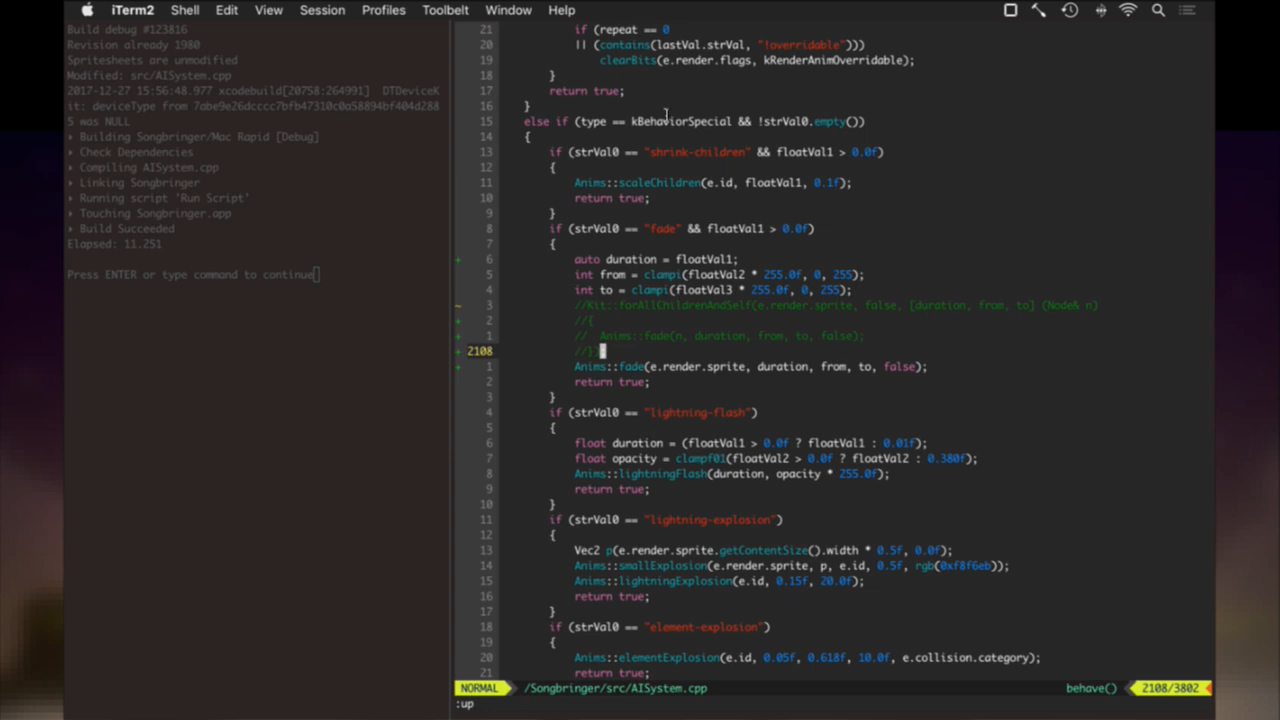 iTerm2 Shell Edit View Session Profiles Toolbelt Window Help
Build debug #123816
Revision already 1980
Spritesheets are unmodified
Modified: src/AISystem.cpp
2017-12-27 15:56:48.977 xcodebuild[20758:264991] DTDeviceK
it: deviceType from 7abe9e26dcccc7bfb47310c0a58894bf404d288
5 was NULL
▸ Building Songbringer/Mac Rapid [Debug]
▸ Check Dependencies
▸ Compiling AISystem.cpp
▸ Linking Songbringer
▸ Running script 'Run Script'
▸ Touching Songbringer.app
▸ Build Succeeded
Elapsed: 11.251
Press ENTER or type command to continue
21 if (repeat == 0
20 || (contains(lastVal.strVal, "!overridable")))
19 clearBits(e.render.flags, kRenderAnimOverridable);
18 }
17 return true;
16 }
15 else if (type == kBehaviorSpecial && !strVal0.empty())
14 {
13 if (strVal0 == "shrink-children" && floatVal1 > 0.0f)
12 {
11 Anims::scaleChildren(e.id, floatVal1, 0.1f);
10 return true;
9 }
8 if (strVal0 == "fade" && floatVal1 > 0.0f)
7 {
+ 6 auto duration = floatVal1;
5 int from = clampi(floatVal2 * 255.0f, 0, 255);
4 int to = clampi(floatVal3 * 255.0f, 0, 255);
~ 3 //Kit::forAllChildrenAndSelf(e.render.sprite, false, [duration, from, to] (Node& n)
+ 2 //{
+ 1 // Anims::fade(n, duration, from, to, false);
+ 2108 //})
+ 1 Anims::fade(e.render.sprite, duration, from, to, false);
2 return true;
3 }
4 if (strVal0 == "lightning-flash")
5 {
6 float duration = (floatVal1 > 0.0f ? floatVal1 : 0.01f);
7 float opacity = clampf01(floatVal2 > 0.0f ? floatVal2 : 0.380f);
8 Anims::lightningFlash(duration, opacity * 255.0f);
9 return true;
10 }
11 if (strVal0 == "lightning-explosion")
12 {
13 Vec2 p(e.render.sprite.getContentSize().width * 0.5f, 0.0f);
14 Anims::smallExplosion(e.render.sprite, p, e.id, 0.5f, rgb(0xf8f6eb));
15 Anims::lightningExplosion(e.id, 0.15f, 20.0f);
16 return true;
17 }
18 if (strVal0 == "element-explosion")
19 {
20 Anims::elementExplosion(e.id, 0.05f, 0.618f, 10.0f, e.collision.category);
21 return true;
NORMAL /Songbringer/src/AISystem.cpp behave() 2108/3802
:up